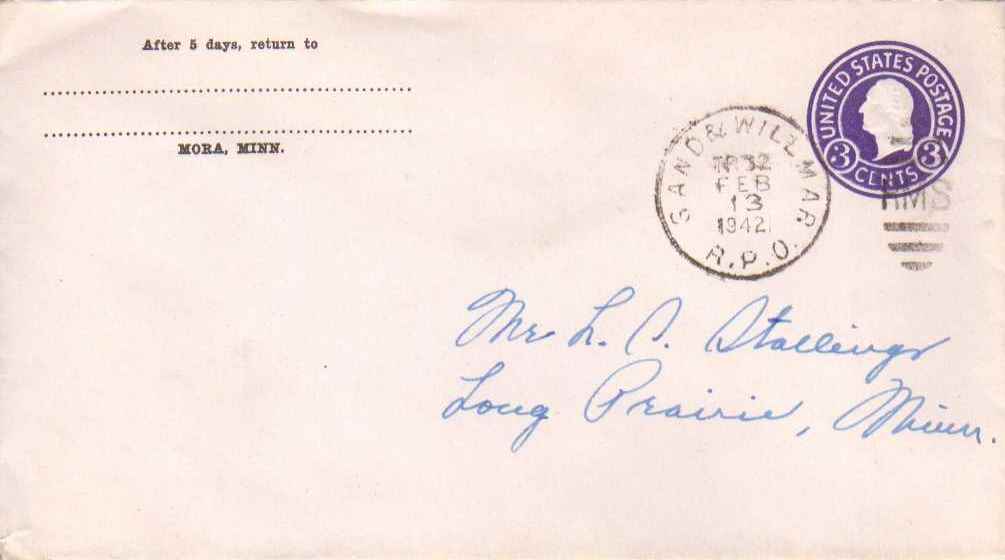 After 5 days, return to
MORA, MINN.
UNITED STATES POSTAGE
3 CENTS 3
SAND & WILLMAR
TR 32
FEB
13
1942
R.P.O.
RMS
Mr L. C. Stallings
Long Prairie, Minn.